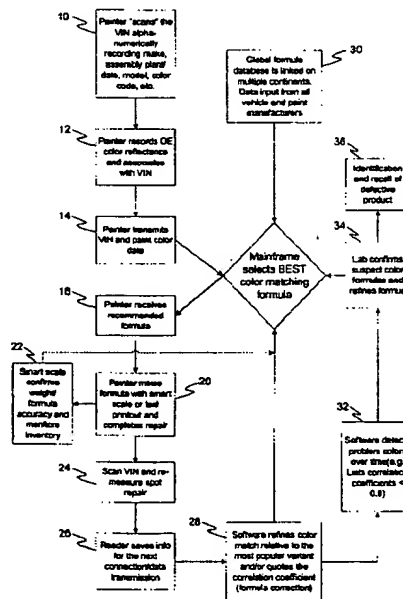 10
Painter "scans" the
VIN alpha-
numerically
recording make,
assembly plant/
date, model, color
code, etc.
12
Painter records OE
color reflectance
and associates
with VIN
14
Painter transmits
VIN and paint color
data
16
Painter receives
recommended
formula
22
Smart scale
confirms
weight/
formula
accuracy and
monitors
inventory
20
Painter mixes
formula with smart
scale or text
printout and
completes repair
24
Scan VIN and re-
measure spot
repair
26
Reader saves info
for the next
connection/data
transmission
30
Global formula
database is linked on
multiple continents.
Data input from all
vehicle and paint
manufacturers
Mainframe
selects BEST
color matching
formula
28
Software refines color
match relative to the
most popular variant
and/or quotes the
correlation coefficient
(formula correction)
36
Identification
and recall of
defective
product
34
Lab confirms
suspect color
formulas and
refines formula
32
Software detects
problem colors
over time(e.g.
Lists correlation
coefficients <
0.8)